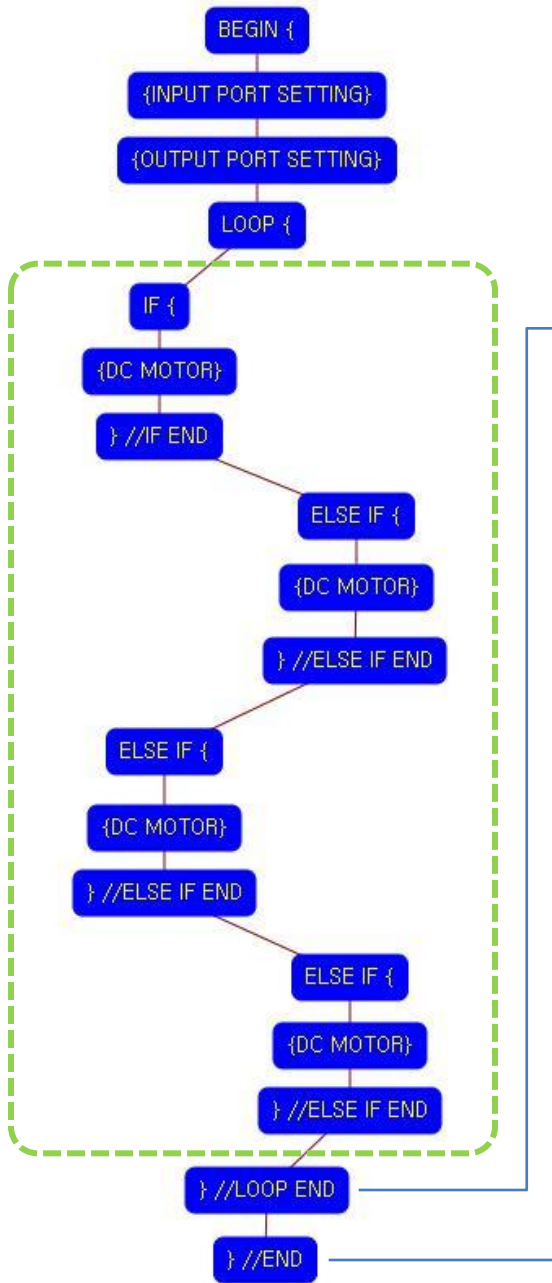 BEGIN {
{INPUT PORT SETTING}
{OUTPUT PORT SETTING}
LOOP {
IF {
{DC MOTOR}
} //IF END
ELSE IF {
{DC MOTOR}
} //ELSE IF END
ELSE IF {
{DC MOTOR}
} //ELSE IF END
ELSE IF {
{DC MOTOR}
} //ELSE IF END
} //LOOP END
} //END